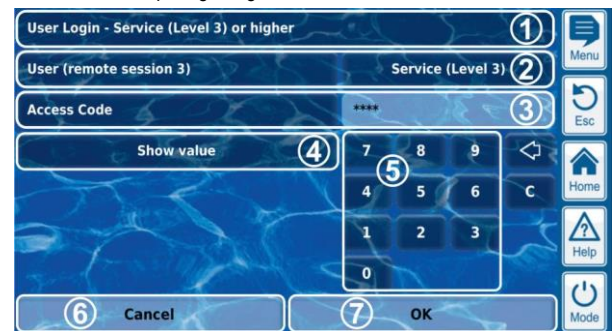 User Login - Service (Level 3) or higher 1
Menu
User (remote session 3) Service (Level 3) 2
Access Code **** 3
Esc
Show value 4
7 8 9
5
4 5 6 C
Home
1 2 3
Help
0
6 Cancel 7 OK
Mode